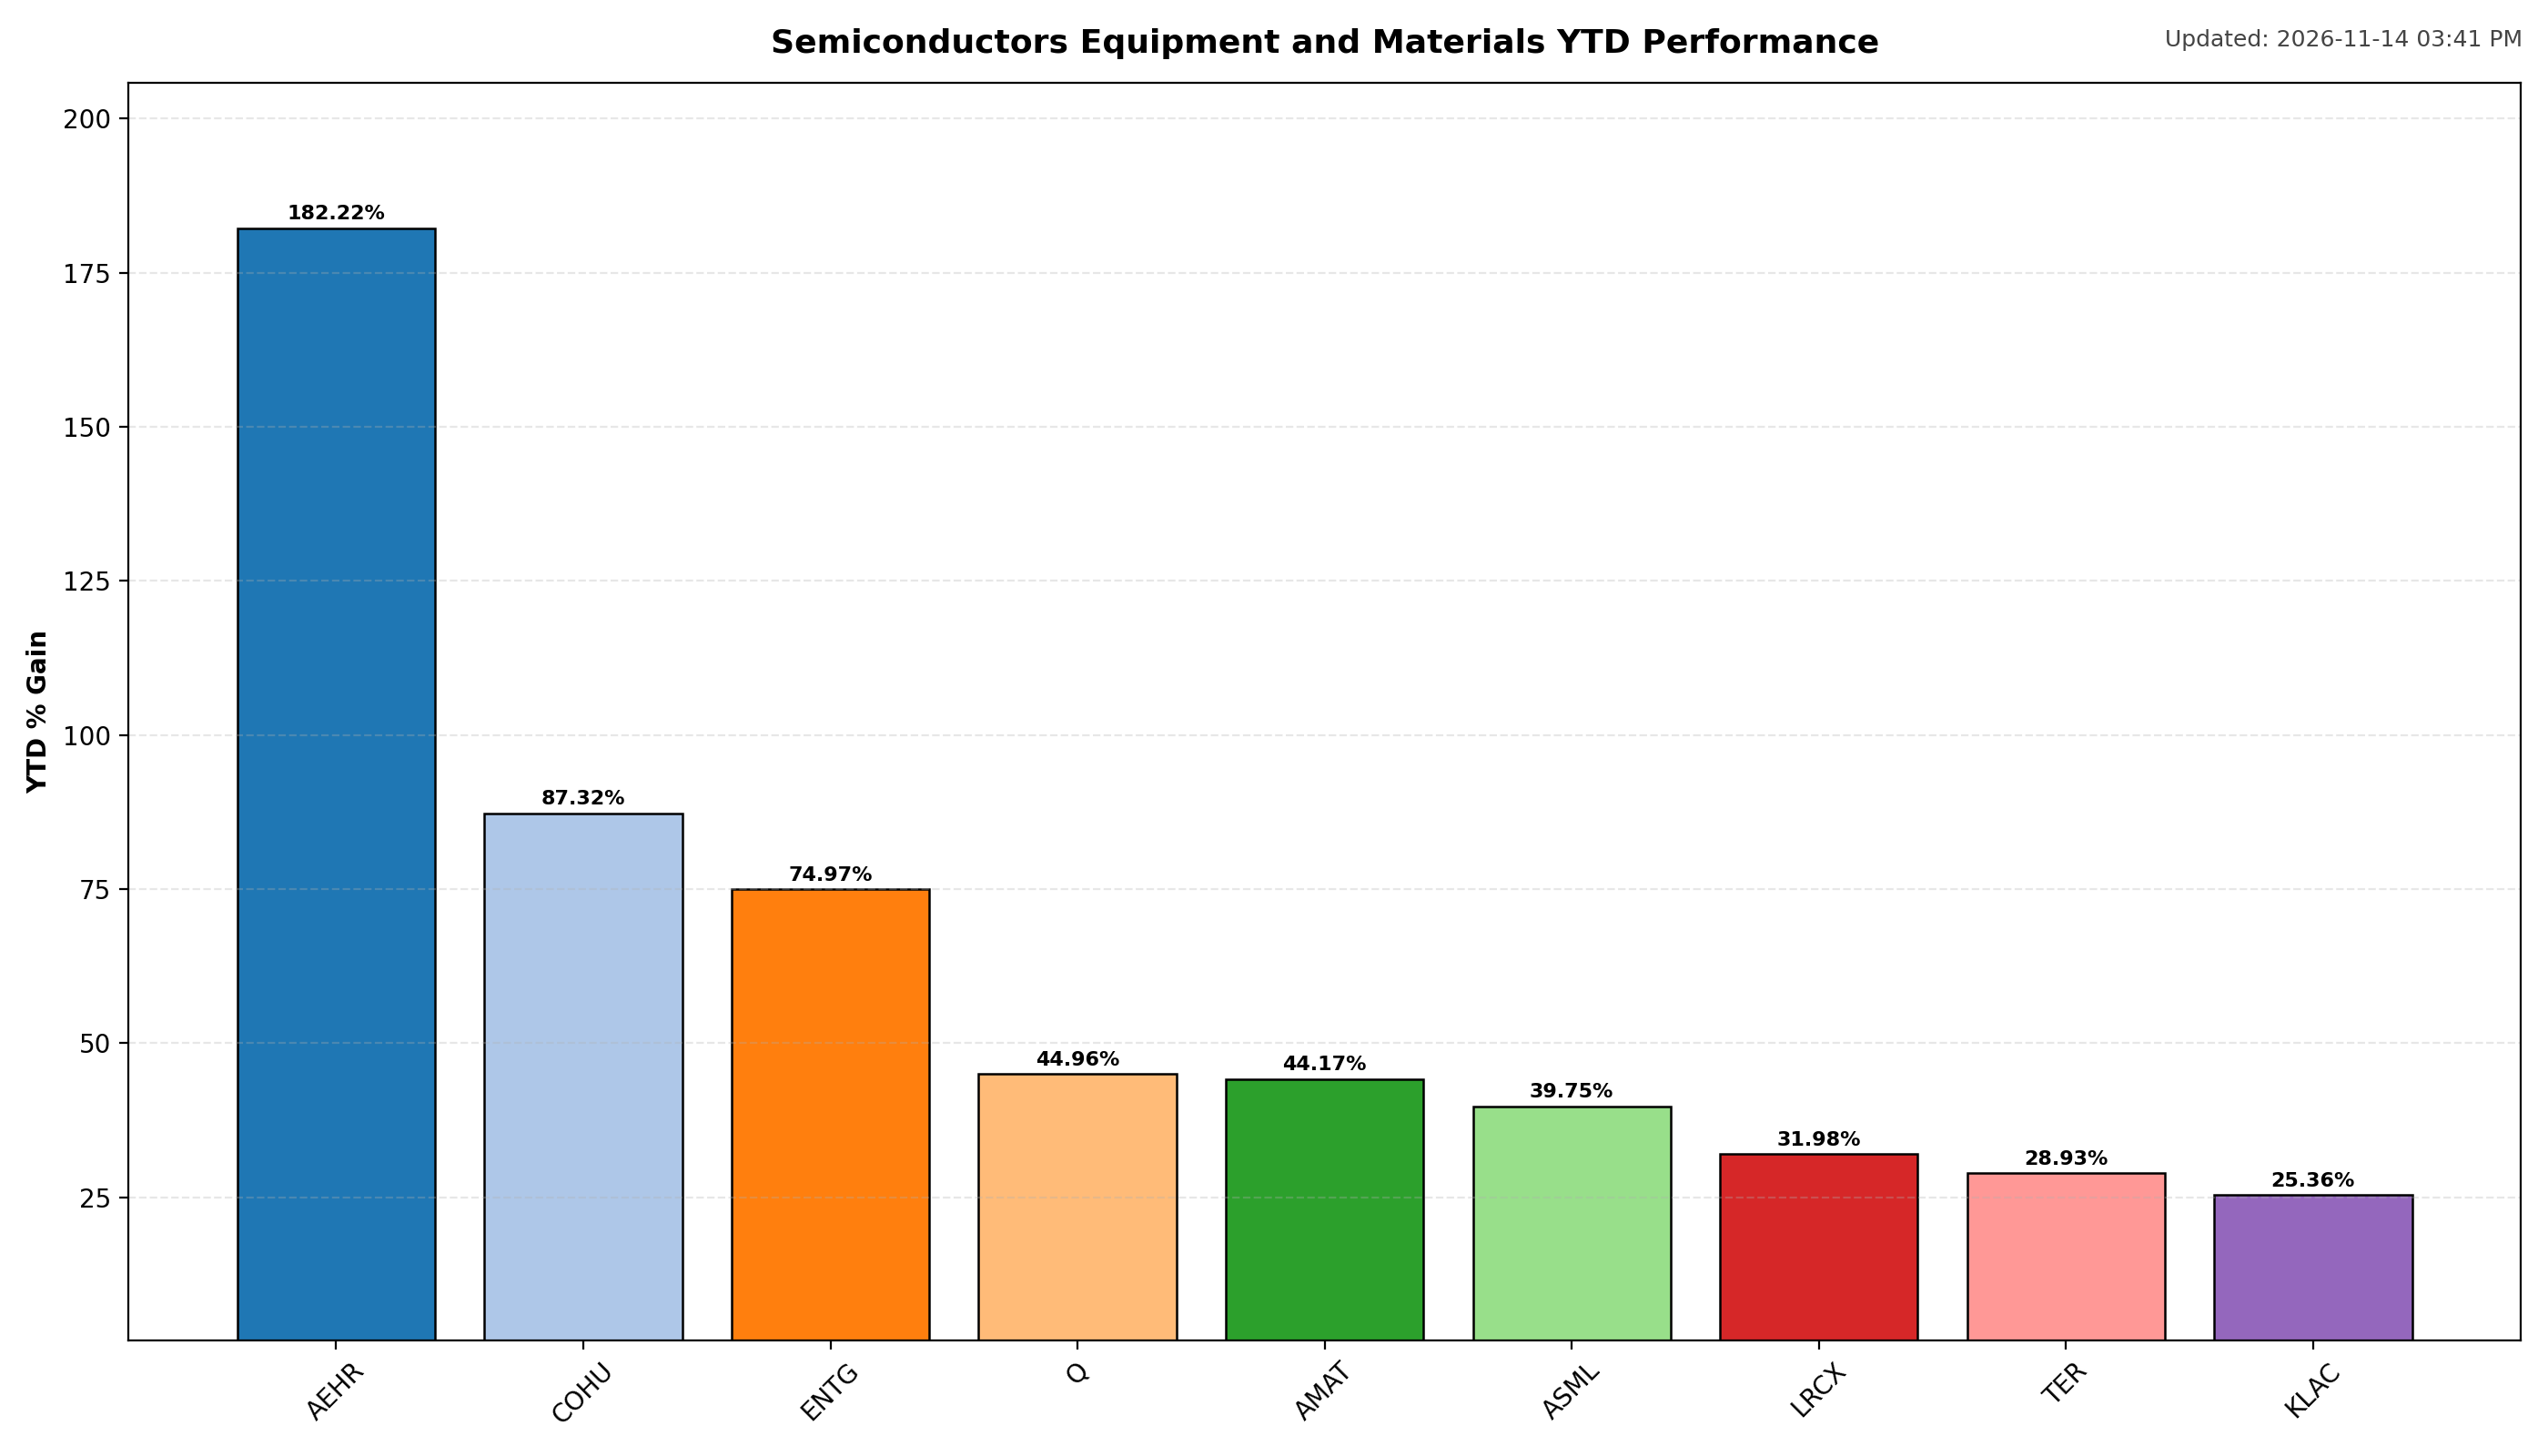 Semiconductors Equipment and Materials YTD Performance
Updated: 2026-11-14 03:41 PM
YTD % Gain
200
175
150
125
100
75
50
25
182.22%
87.32%
74.97%
44.96%
44.17%
39.75%
31.98%
28.93%
25.36%
AEHR
COHU
ENTG
Q
AMAT
ASML
LRCX
TER
KLAC